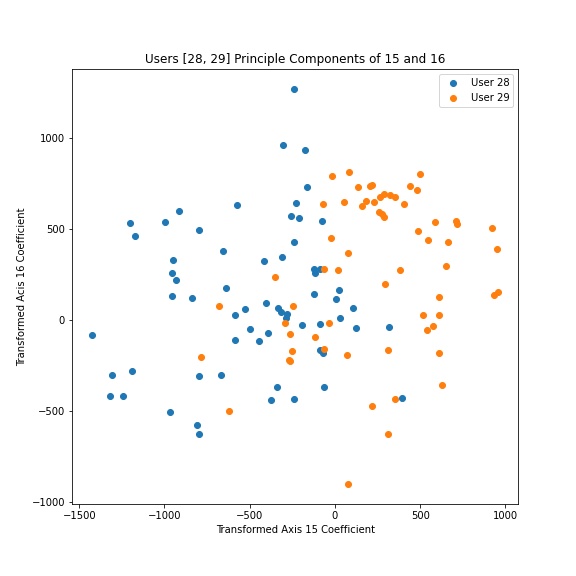 Users [28, 29] Principle Components of 15 and 16
User 28
User 29
Transformed Acis 16 Coefficient
1000
500
0
−500
−1000
−1500
−1000
−500
0
500
1000
Transformed Axis 15 Coefficient